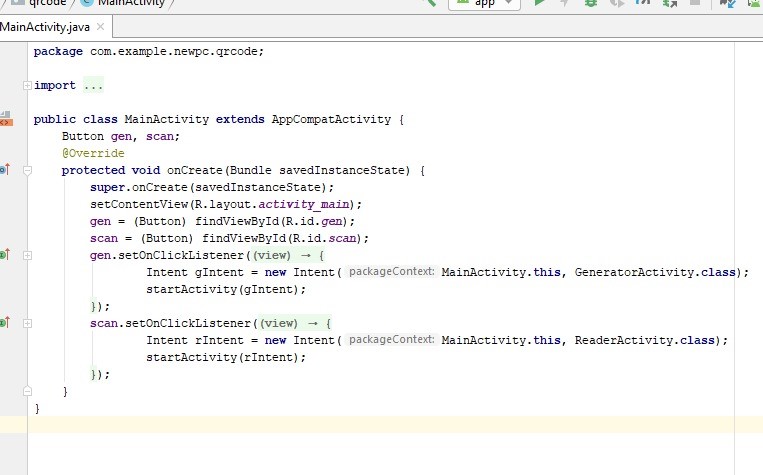 qrcode MainActivity app
MainActivity.java
package com.example.newpc.qrcode;
import ...
public class MainActivity extends AppCompatActivity {
Button gen, scan;
@Override
protected void onCreate(Bundle savedInstanceState) {
super.onCreate(savedInstanceState);
setContentView(R.layout.activity_main);
gen = (Button) findViewById(R.id.gen);
scan = (Button) findViewById(R.id.scan);
gen.setOnClickListener((view) → {
Intent gIntent = new Intent( packageContext: MainActivity.this, GeneratorActivity.class);
startActivity(gIntent);
});
scan.setOnClickListener((view) → {
Intent rIntent = new Intent( packageContext: MainActivity.this, ReaderActivity.class);
startActivity(rIntent);
});
}
}